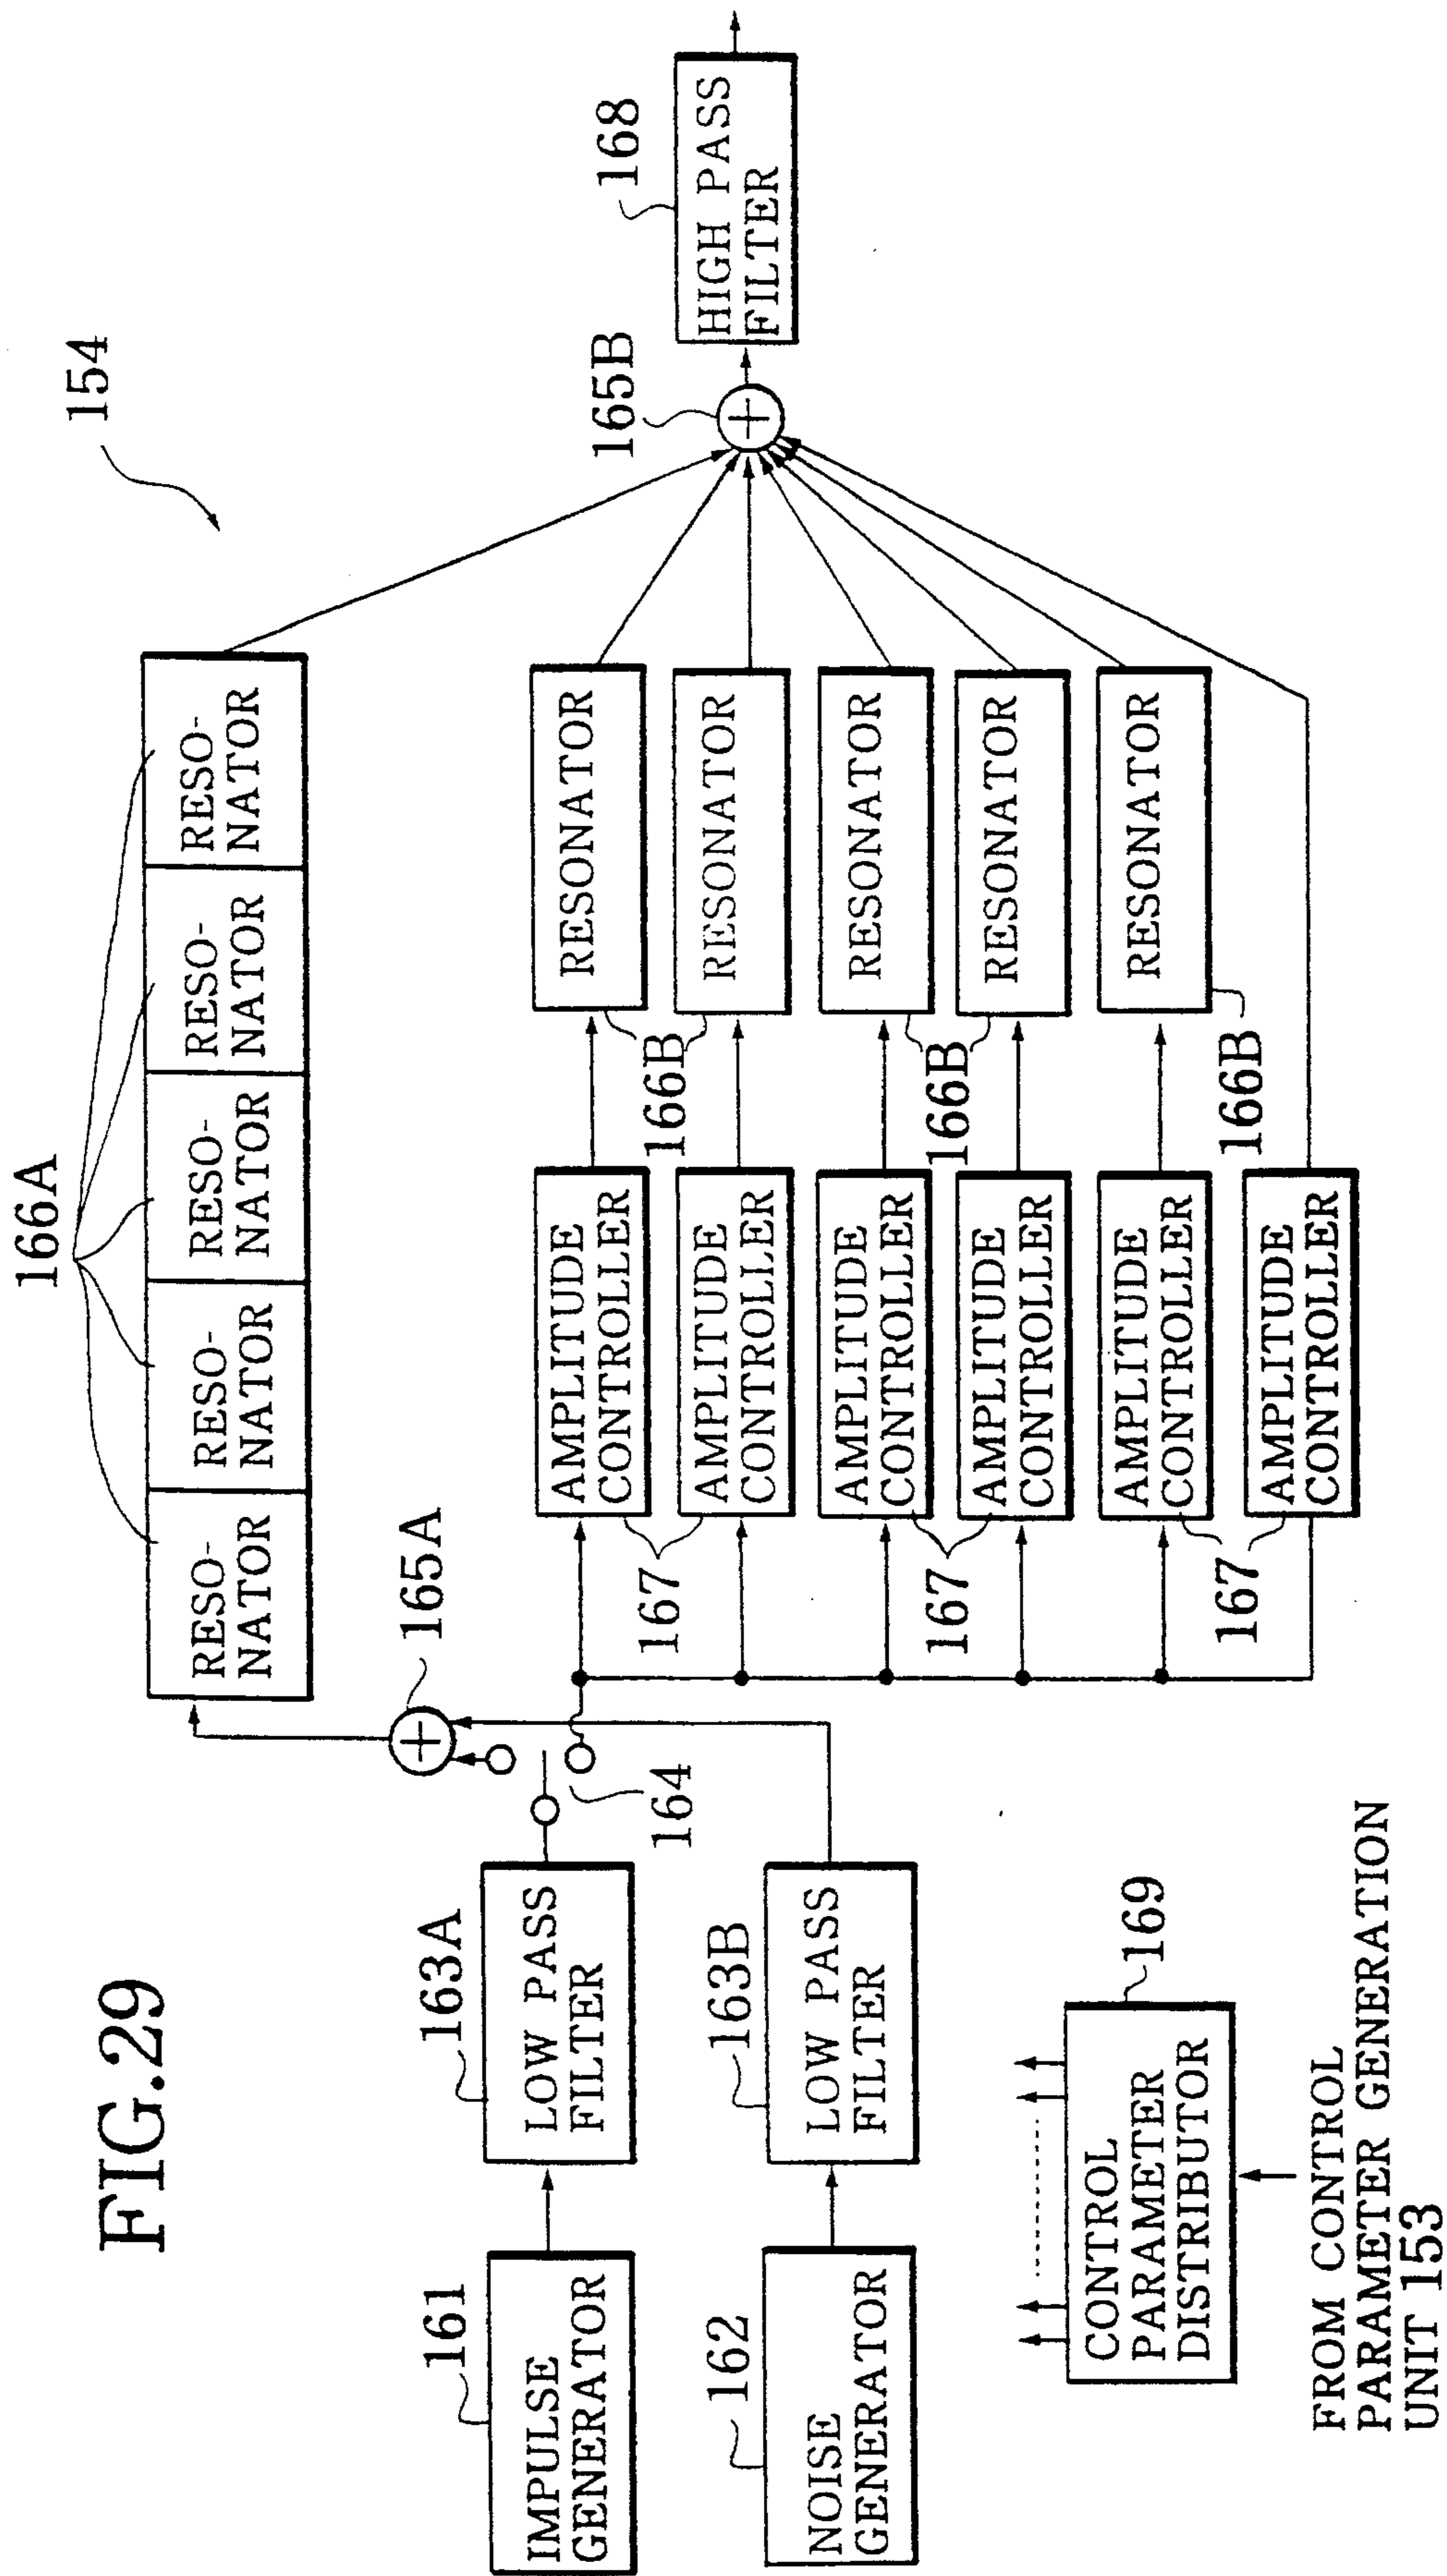 FIG.29
154
166A
RESO-
NATOR
RESO-
NATOR
RESO-
NATOR
RESO-
NATOR
RESO-
NATOR
165A
165B
168
HIGH PASS
FILTER
161
IMPULSE
GENERATOR
163A
LOW PASS
FILTER
164
162
NOISE
GENERATOR
163B
LOW PASS
FILTER
AMPLITUDE
CONTROLLER
RESONATOR
167
166B
AMPLITUDE
CONTROLLER
RESONATOR
AMPLITUDE
CONTROLLER
RESONATOR
167
166B
AMPLITUDE
CONTROLLER
RESONATOR
AMPLITUDE
CONTROLLER
RESONATOR
167
166B
AMPLITUDE
CONTROLLER
169
CONTROL
PARAMETER
DISTRIBUTOR
FROM CONTROL
PARAMETER GENERATION
UNIT 153